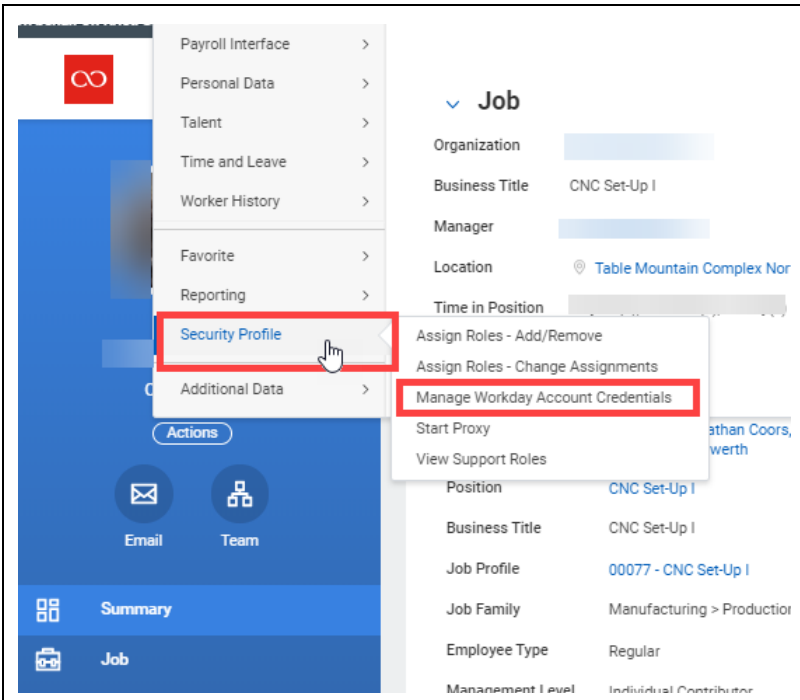 Payroll Interface
Personal Data
Talent
Time and Leave
Worker History
Favorite
Reporting
Security Profile
Additional Data
Assign Roles - Add/Remove
Assign Roles - Change Assignments
Manage Workday Account Credentials
Start Proxy
View Support Roles
Actions
Email
Team
Summary
Job
Job
Organization
Business Title CNC Set-Up I
Manager
Location Table Mountain Complex Nor
Time in Position
athan Coors,
werth
Position CNC Set-Up I
Business Title CNC Set-Up I
Job Profile 00077 - CNC Set-Up I
Job Family Manufacturing > Production
Employee Type Regular
Management Level Individual Contributor